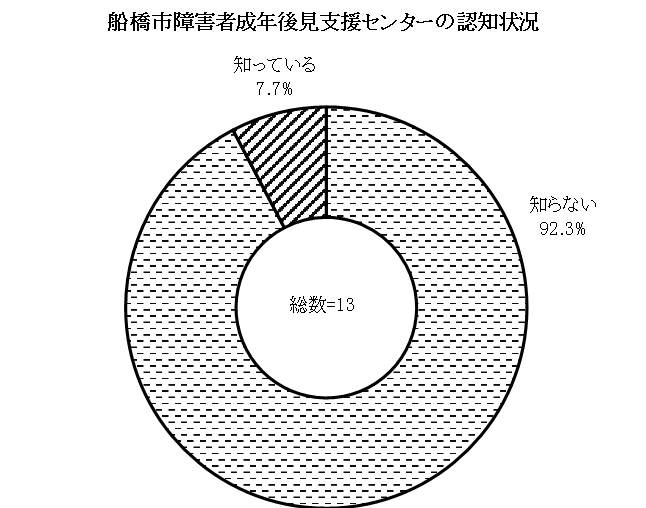 船橋市障害者成年後見支援センターの認知状況
知っている
7.7%
知らない
92.3%
総数=13